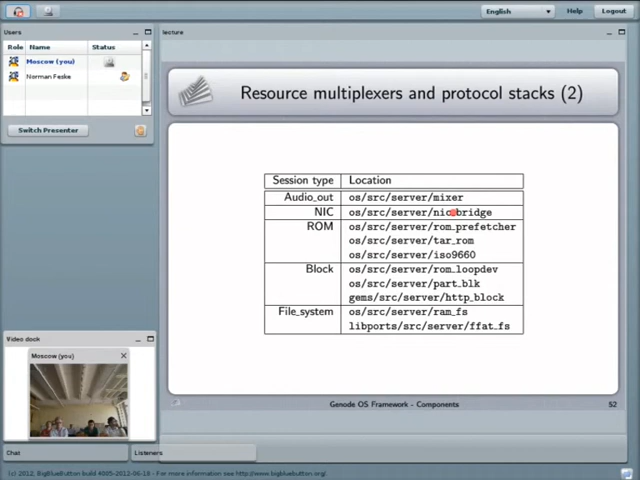 English
Help
Logout
Users
lecture
Role Name Status
Moscow (you)
Norman Feske
Switch Presenter
Resource multiplexers and protocol stacks (2)
Session type Location
Audio_out os/src/server/mixer
NIC os/src/server/nic_bridge
ROM os/src/server/rom_prefetcher
os/src/server/tar_rom
os/src/server/iso9660
Block os/src/server/rom_loopdev
os/src/server/part_blk
gems/src/server/http_block
File_system os/src/server/ram_fs
libports/src/server/ffat_fs
Genode OS Framework - Components 52
Video dock
Moscow (you)
Chat
Listeners
(c) 2012, BigBlueButton build 4005-2012-06-19 - For more information see http://www.bigbluebutton.org/.